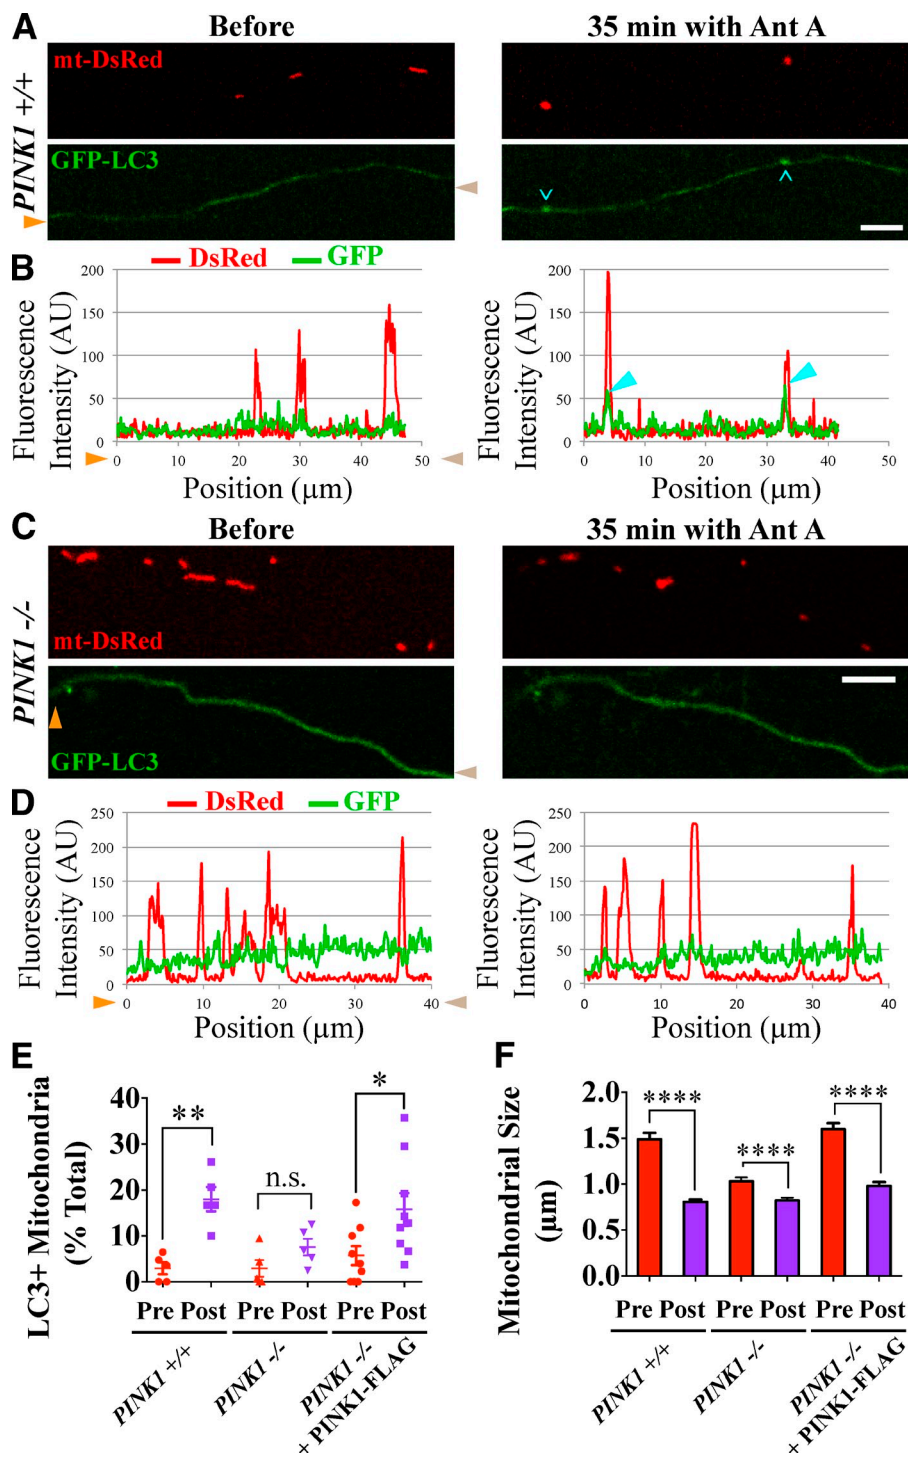 A
Before
35 min with Ant A
PINK1 +/+
mt-DsRed
GFP-LC3
B
DsRed
GFP
Fluorescence
Intensity (AU)
200
150
100
50
0
0 10 20 30 40 50
Position (µm)
Fluorescence
Intensity (AU)
200
150
100
50
0
0 10 20 30 40 50
Position (µm)
C
Before
35 min with Ant A
PINK1 -/-
mt-DsRed
GFP-LC3
D
DsRed
GFP
Fluorescence
Intensity (AU)
250
200
150
100
50
0
0 10 20 30 40
Position (µm)
Fluorescence
Intensity (AU)
250
200
150
100
50
0
0 10 20 30 40
Position (µm)
E
LC3+ Mitochondria
(% Total)
40
30
20
10
0
**
n.s.
*
Pre Post Pre Post Pre Post
PINK1 +/+
PINK1 -/-
PINK1 -/-
+ PINK1-FLAG
F
Mitochondrial Size
(µm)
2.0
1.5
1.0
0.5
0.0
****
****
****
Pre Post Pre Post Pre Post
PINK1 +/+
PINK1 -/-
PINK1 -/-
+ PINK1-FLAG